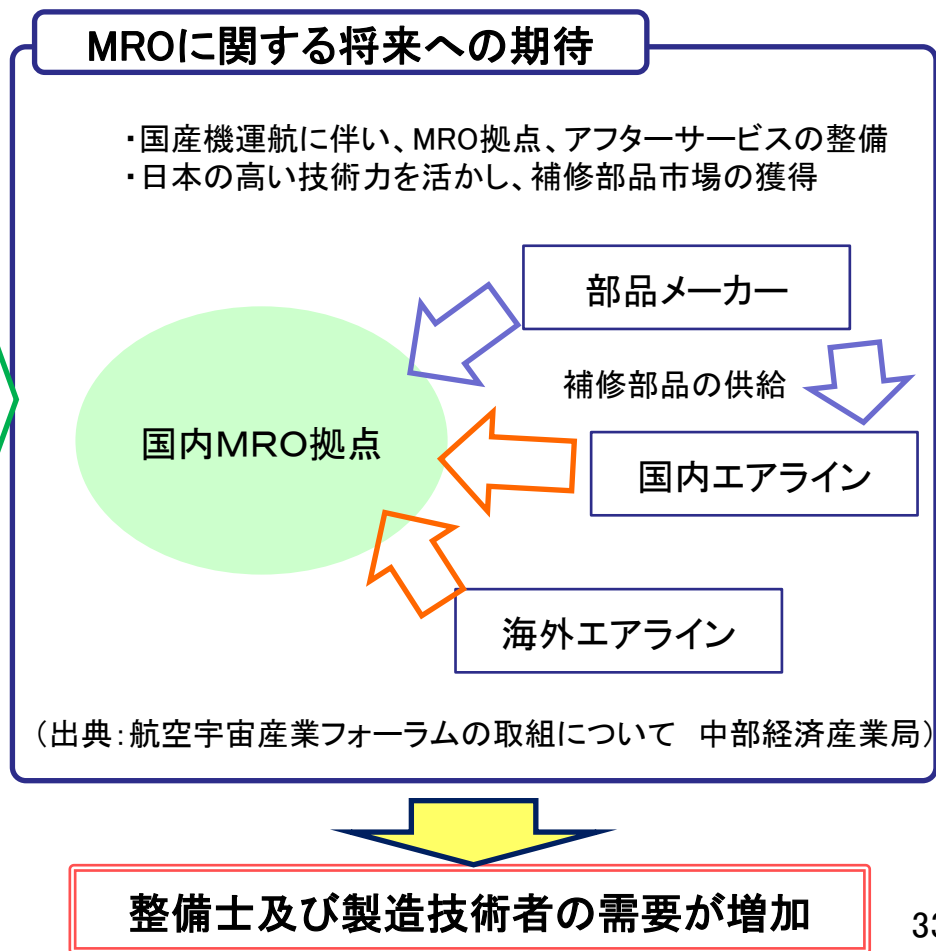 MROに関する将来への期待
・国産機運航に伴い、MRO拠点、アフターサービスの整備
・日本の高い技術力を活かし、補修部品市場の獲得
部品メーカー
補修部品の供給
国内MRO拠点
国内エアライン
海外エアライン
（出典：航空宇宙産業フォーラムの取組について　中部経済産業局）
整備士及び製造技術者の需要が増加
33